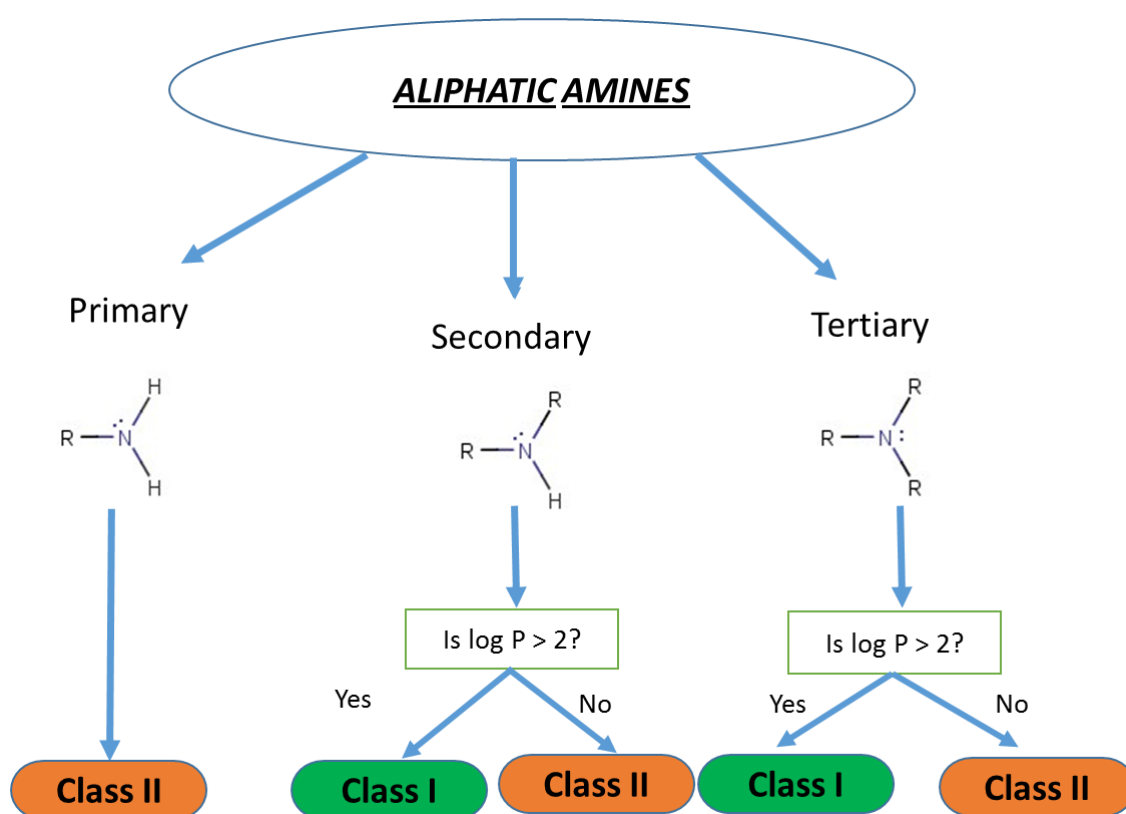 ALIPHATIC AMINES
Primary
Secondary
Tertiary
H
R
N
H
R
R
N
H
R
R
N
R
Is log P > 2?
Is log P > 2?
Yes
No
Yes
No
Class II
Class I
Class II
Class I
Class II